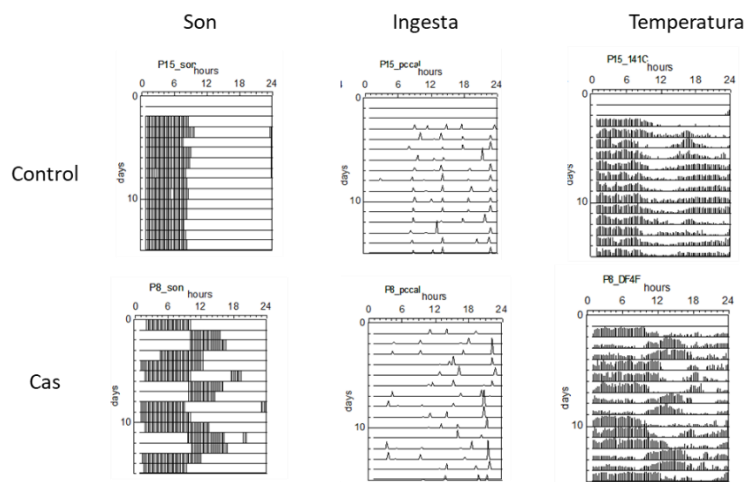 Son Ingesta Temperatura
P15_son P15_pccal P15_141C
hours hours hours
0 6 12 18 24 0 6 12 18 24 0 6 12 18 24
0 0 0
Control
days days days
10 10 10
P8_son P8_pccal P8_DF4F
hours hours hours
0 6 12 18 24 0 6 12 18 24 0 6 12 18 24
0 0 0
Cas
days days days
10 10 10